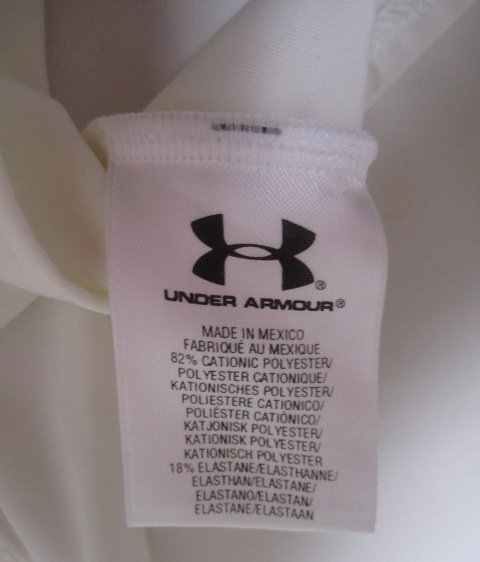 UNDER ARMOUR®
MADE IN MEXICO
FABRIQUÉ AU MEXIQUE
82% CATIONIC POLYESTER/
POLYESTER CATIONIQUE/
KATIONISCHES POLYESTER/
POLIESTERE CATIONICO/
POLIÉSTER CATIÓNICO/
KATJONISK POLYESTER/
KATIONISK POLYESTER/
KATIONISCH POLYESTER
18% ELASTANE/ELASTHANNE/
ELASTHAN/ELASTANE/
ELASTANO/ELASTAN/
ELASTANE/ELASTAAN